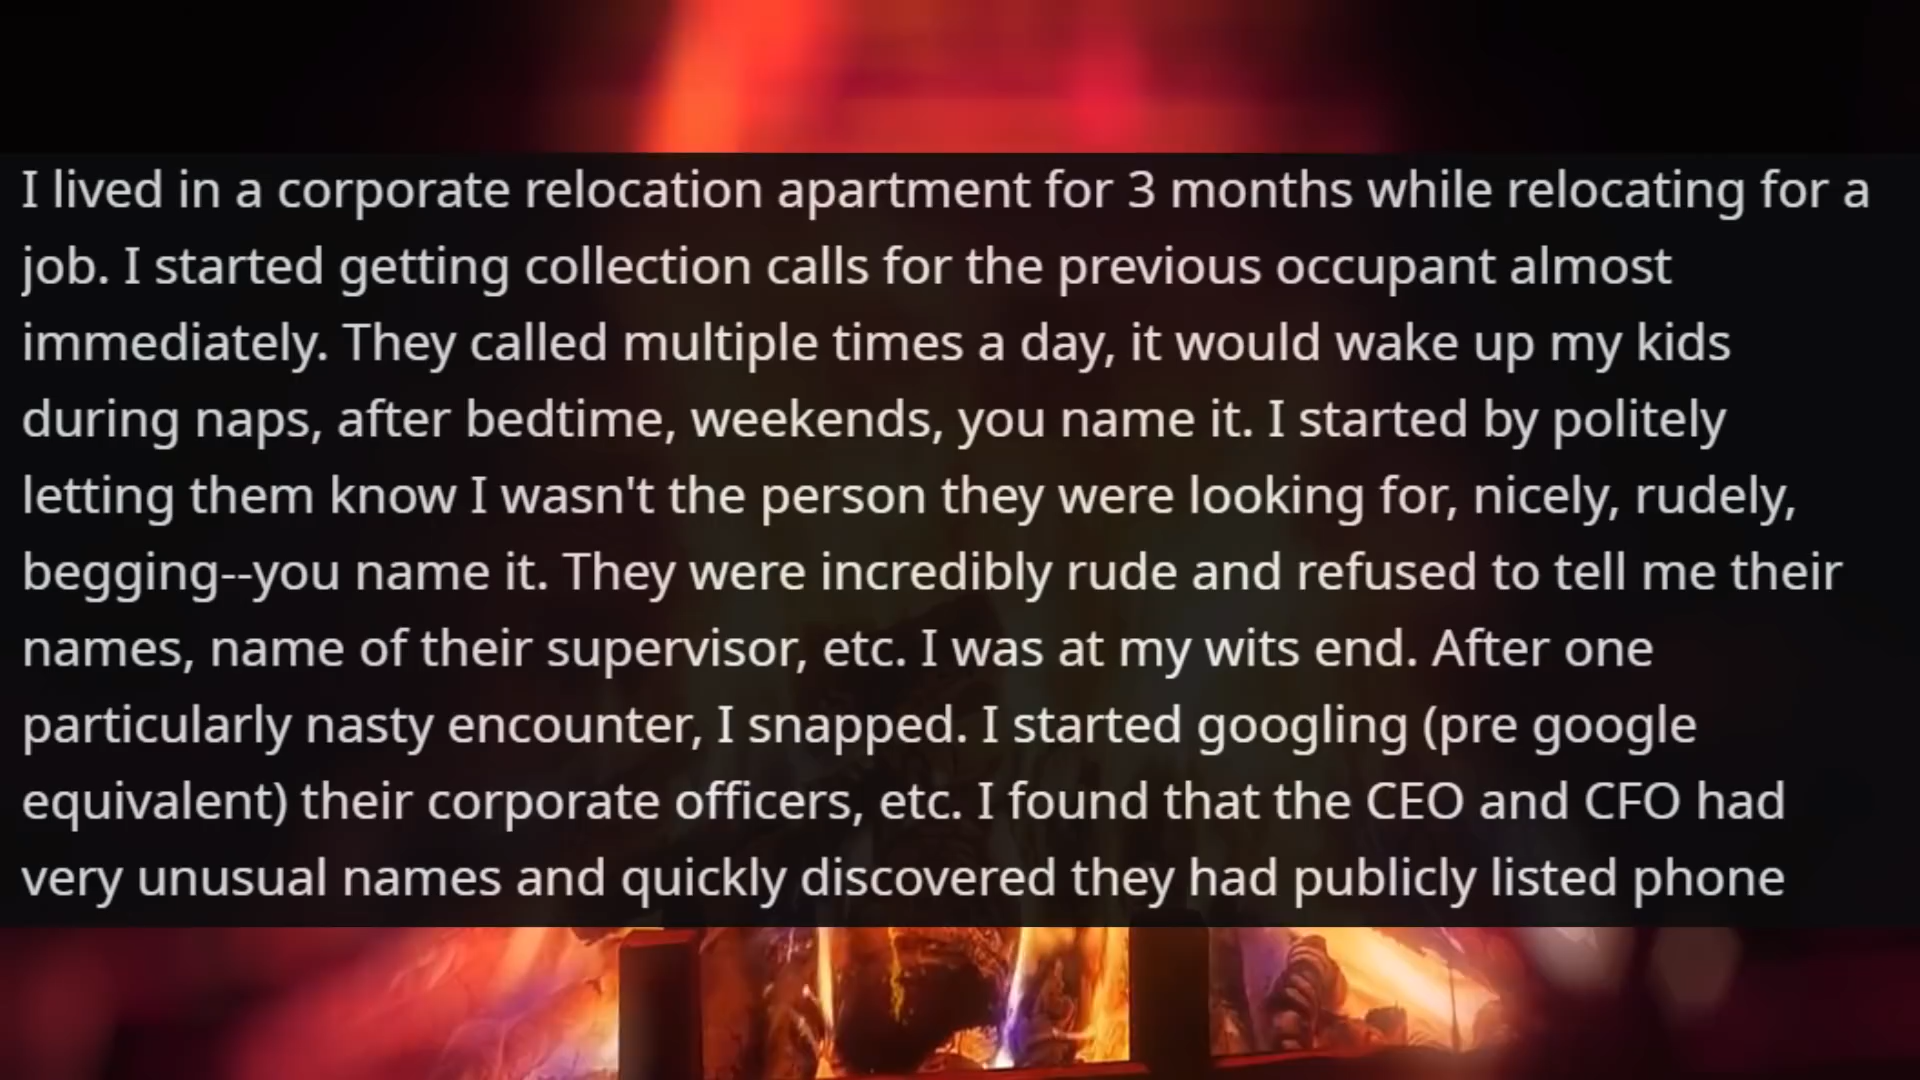 I lived in a corporate relocation apartment for 3 months while relocating for a
job. I started getting collection calls for the previous occupant almost
immediately. They called multiple times a day, it would wake up my kids
during naps, after bedtime, weekends, you name it. I started by politely
letting them know I wasn't the person they were looking for, nicely, rudely,
begging--you name it. They were incredibly rude and refused to tell me their
names, name of their supervisor, etc. I was at my wits end. After one
particularly nasty encounter, I snapped. I started googling (pre google
equivalent) their corporate officers, etc. I found that the CEO and CFO had
very unusual names and quickly discovered they had publicly listed phone